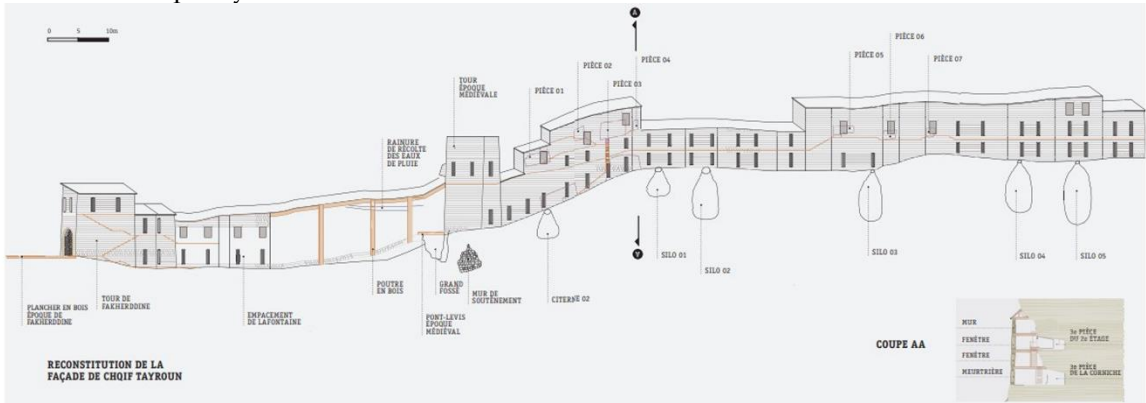 0 5 10m
A
PIÈCE 06
PIÈCE 02
PIÈCE 04
PIÈCE 05
PIÈCE 07
TOUR
ÉPOQUE
MÉDIÉVALE
PIÈCE 01
PIÈCE 03
RAINURE
DE RÉCOLTE
DES EAUX
DE PLUIE
SILO 01
SILO 02
SILO 03
SILO 04
SILO 05
PLANCHER EN BOIS
ÉPOQUE DE
FAKHERDDINE
TOUR DE
FAKHERDDINE
EMPACEMENT
DE LAFONTAINE
POUTRE
EN BOIS
PONT-LEVIS
ÉPOQUE
MÉDIÉVAL
GRAND
FOSSÉ
MUR DE
SOUTÈNEMENT
CITERNE 02
RECONSTITUTION DE LA
FAÇADE DE CHQIF TAYROUN
COUPE AA
MUR
FENÊTRE
FENÊTRE
MEURTRIÈRE
3e PIÈCE
DU 2e ÉTAGE
3e PIÈCE
DE LA CORNICHE